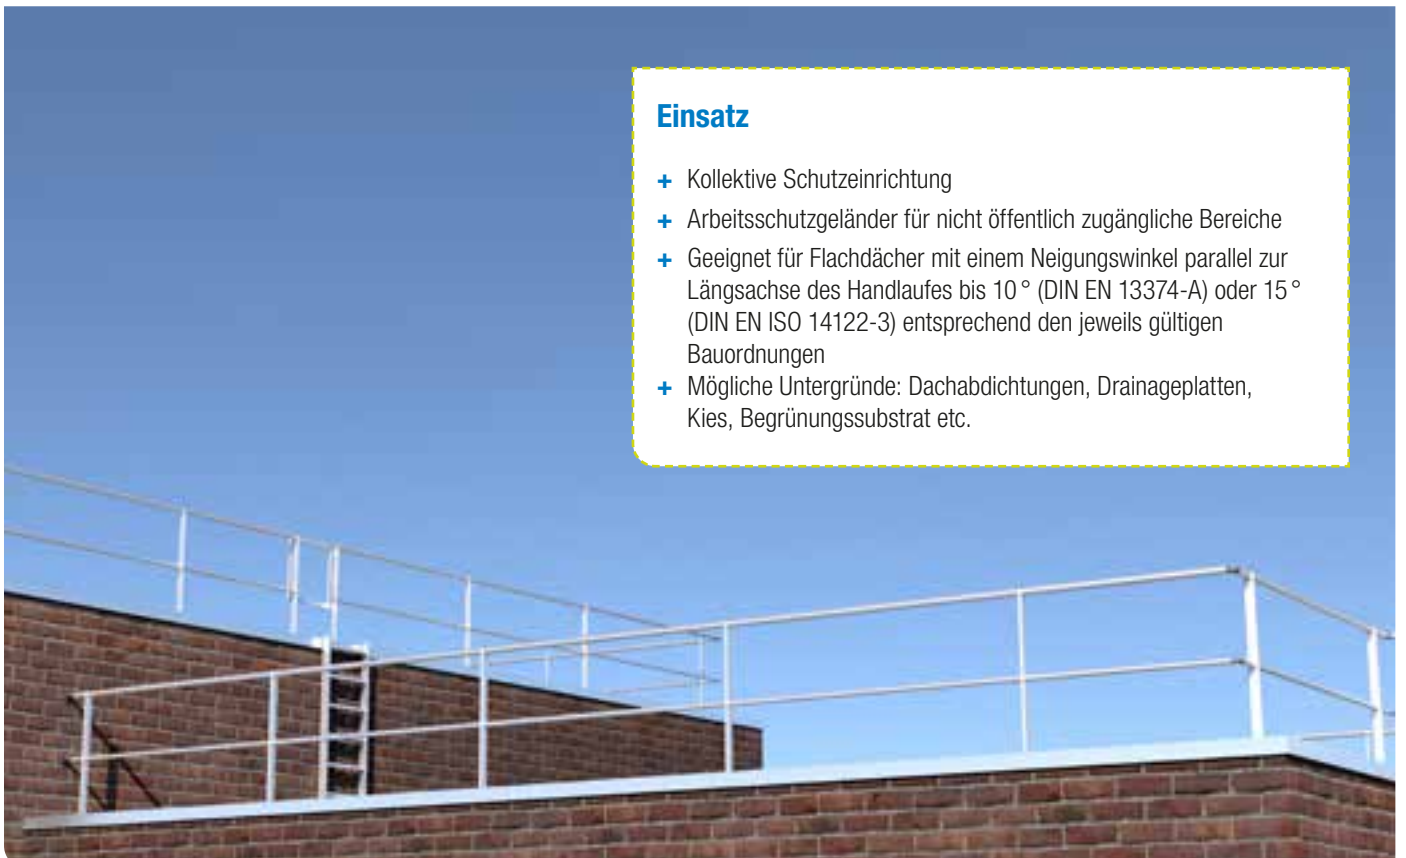 Einsatz
+ Kollektive Schutzeinrichtung
+ Arbeitsschutzgeländer für nicht öffentlich zugängliche Bereiche
+ Geeignet für Flachdächer mit einem Neigungswinkel parallel zur
Längsachse des Handlaufes bis 10° (DIN EN 13374-A) oder 15°
(DIN EN ISO 14122-3) entsprechend den jeweils gültigen
Bauordnungen
+ Mögliche Untergründe: Dachabdichtungen, Drainageplatten,
Kies, Begrünungssubstrat etc.